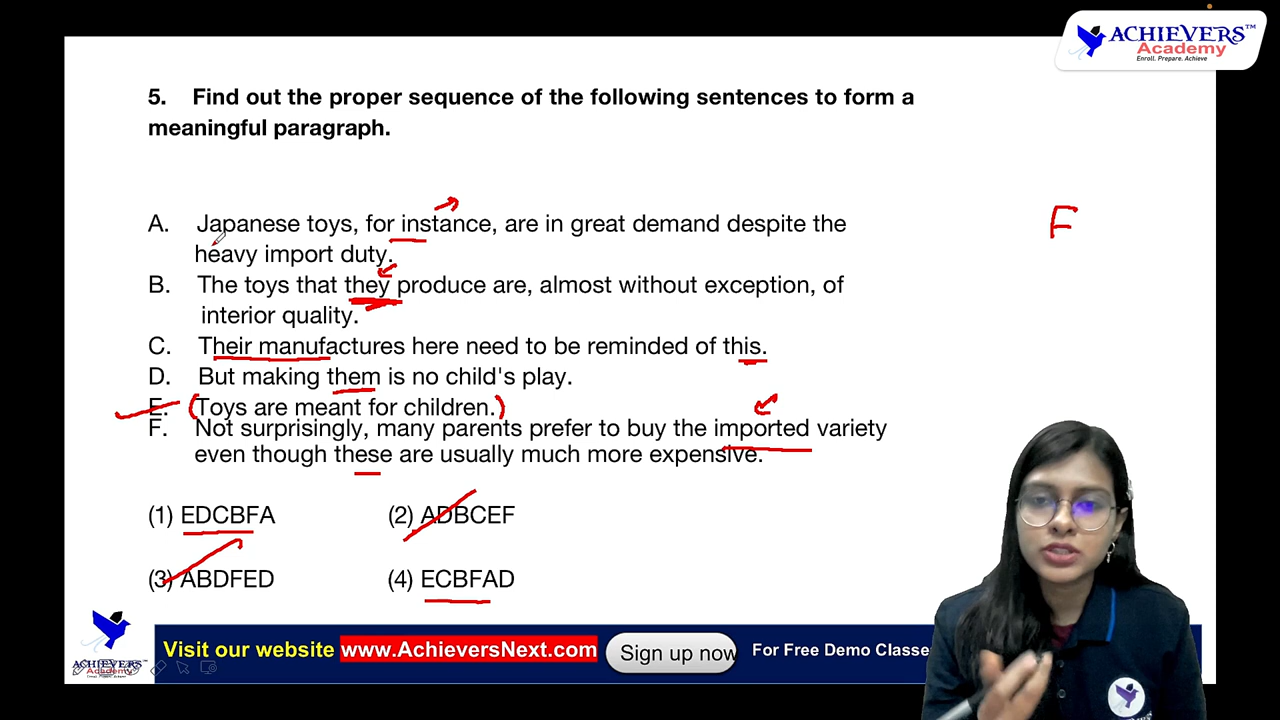 ACHIEVERS™
Academy
Enroll. Prepare. Achieve
5. Find out the proper sequence of the following sentences to form a
meaningful paragraph.
A. Japanese toys, for instance, are in great demand despite the
heavy import duty.
F
B. The toys that they produce are, almost without exception, of
interior quality.
C. Their manufactures here need to be reminded of this.
D. But making them is no child's play.
E. (Toys are meant for children.)
F. Not surprisingly, many parents prefer to buy the imported variety
even though these are usually much more expensive.
(1) EDCBFA (2) ADBCEF
(3) ABDFED (4) ECBFAD
ACHIEVERS
Academy
Visit our website www.AchieversNext.com Sign up now For Free Demo Classe